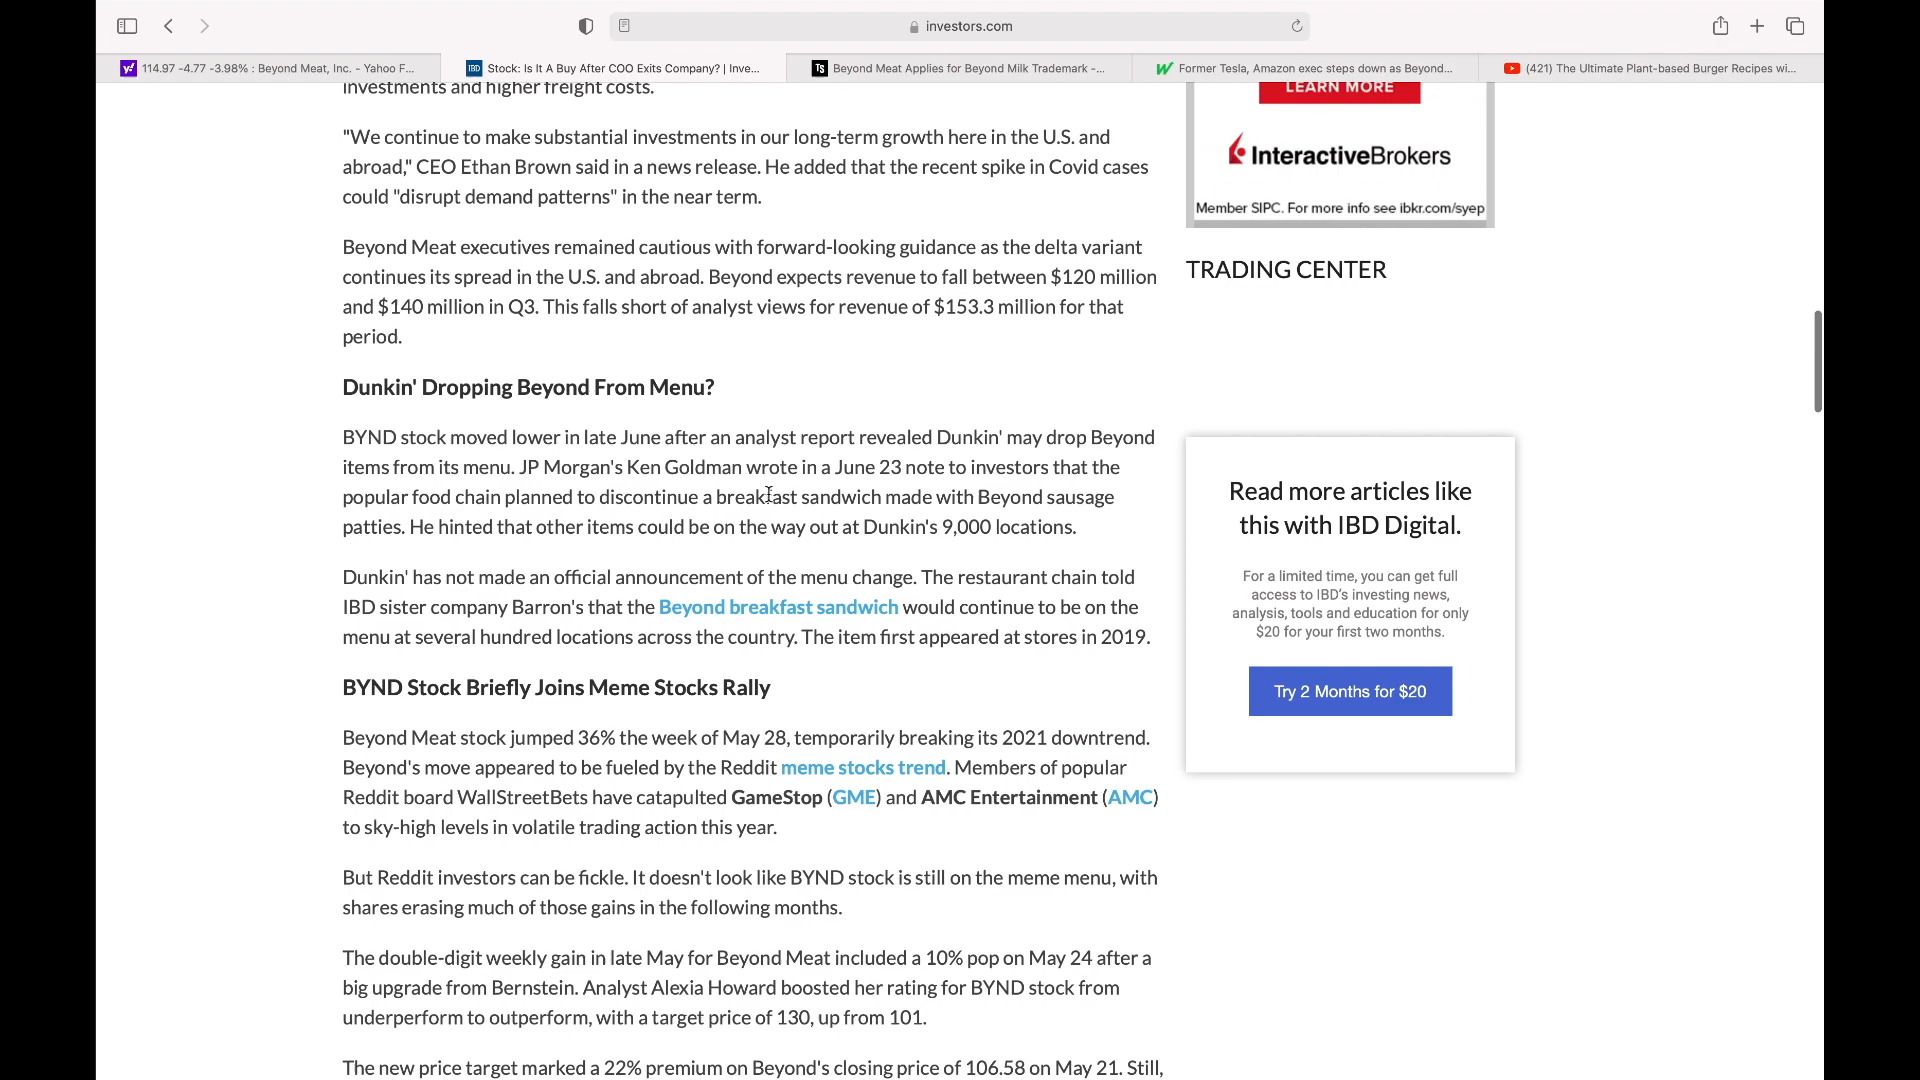 investors.com
114.97 -4.77 -3.98% : Beyond Meat, Inc. - Yahoo F...
IBD Stock: Is It A Buy After COO Exits Company? | Inve...
TS Beyond Meat Applies for Beyond Milk Trademark -...
Former Tesla, Amazon exec steps down as Beyond...
(421) The Ultimate Plant-based Burger Recipes wi...
investments and higher freight costs.
"We continue to make substantial investments in our long-term growth here in the U.S. and
abroad," CEO Ethan Brown said in a news release. He added that the recent spike in Covid cases
could "disrupt demand patterns" in the near term.
Beyond Meat executives remained cautious with forward-looking guidance as the delta variant
continues its spread in the U.S. and abroad. Beyond expects revenue to fall between $120 million
and $140 million in Q3. This falls short of analyst views for revenue of $153.3 million for that
period.
Dunkin' Dropping Beyond From Menu?
BYND stock moved lower in late June after an analyst report revealed Dunkin' may drop Beyond
items from its menu. JP Morgan's Ken Goldman wrote in a June 23 note to investors that the
popular food chain planned to discontinue a breakfast sandwich made with Beyond sausage
patties. He hinted that other items could be on the way out at Dunkin's 9,000 locations.
Dunkin' has not made an official announcement of the menu change. The restaurant chain told
IBD sister company Barron's that the Beyond breakfast sandwich would continue to be on the
menu at several hundred locations across the country. The item first appeared at stores in 2019.
BYND Stock Briefly Joins Meme Stocks Rally
Beyond Meat stock jumped 36% the week of May 28, temporarily breaking its 2021 downtrend.
Beyond's move appeared to be fueled by the Reddit meme stocks trend. Members of popular
Reddit board WallStreetBets have catapulted GameStop (GME) and AMC Entertainment (AMC)
to sky-high levels in volatile trading action this year.
But Reddit investors can be fickle. It doesn't look like BYND stock is still on the meme menu, with
shares erasing much of those gains in the following months.
The double-digit weekly gain in late May for Beyond Meat included a 10% pop on May 24 after a
big upgrade from Bernstein. Analyst Alexia Howard boosted her rating for BYND stock from
underperform to outperform, with a target price of 130, up from 101.
The new price target marked a 22% premium on Beyond's closing price of 106.58 on May 21. Still,
LEARN MORE
InteractiveBrokers
Member SIPC. For more info see ibkr.com/syep
TRADING CENTER
Read more articles like
this with IBD Digital.
For a limited time, you can get full
access to IBD's investing news,
analysis, tools and education for only
$20 for your first two months.
Try 2 Months for $20